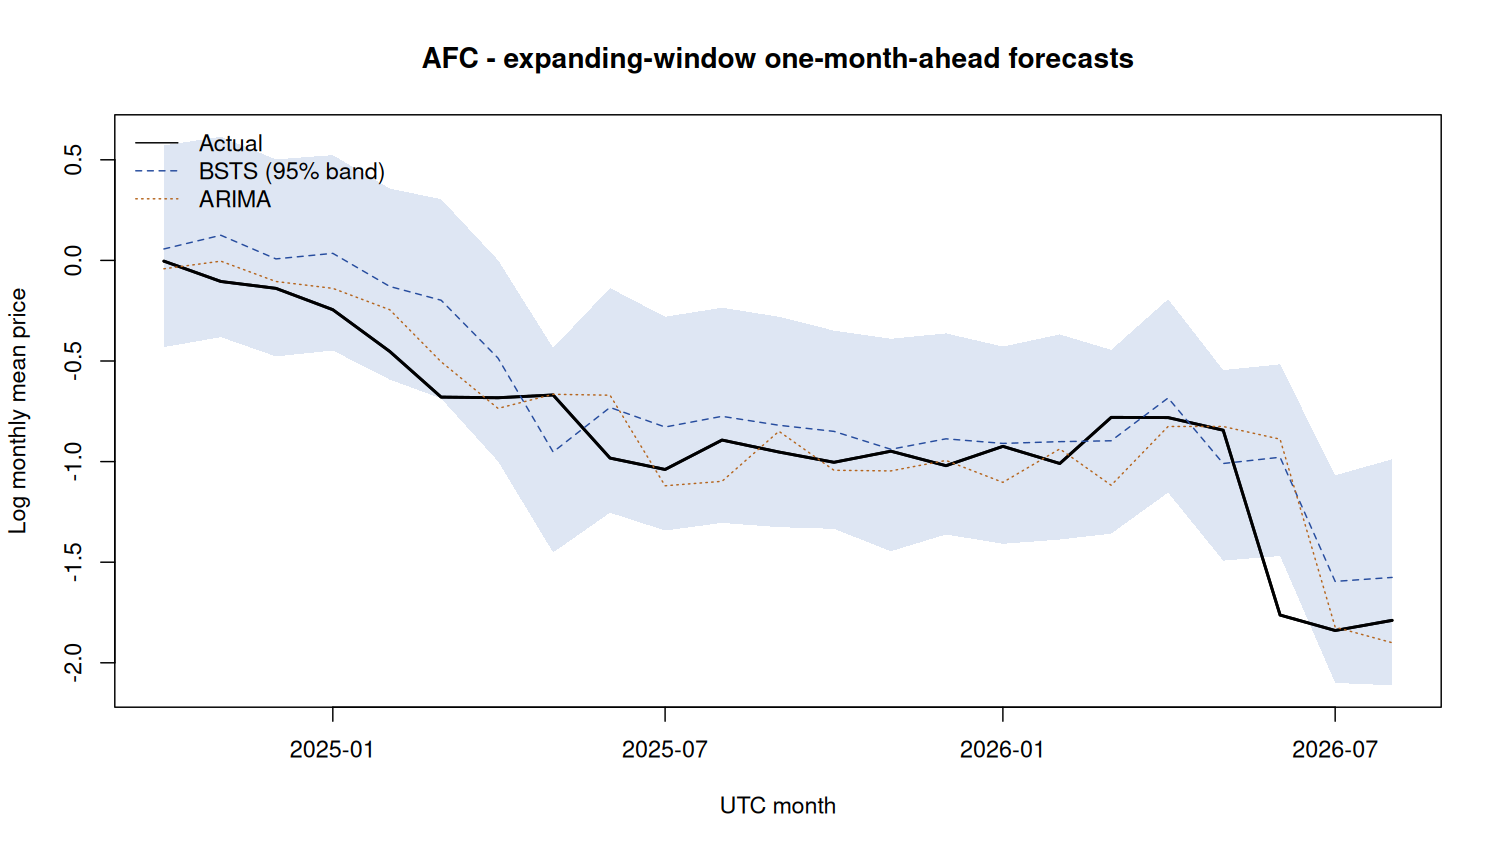 AFC - expanding-window one-month-ahead forecasts
Actual
BSTS (95% band)
ARIMA
Log monthly mean price
0.5
0.0
-0.5
-1.0
-1.5
-2.0
2025-01
2025-07
2026-01
2026-07
UTC month